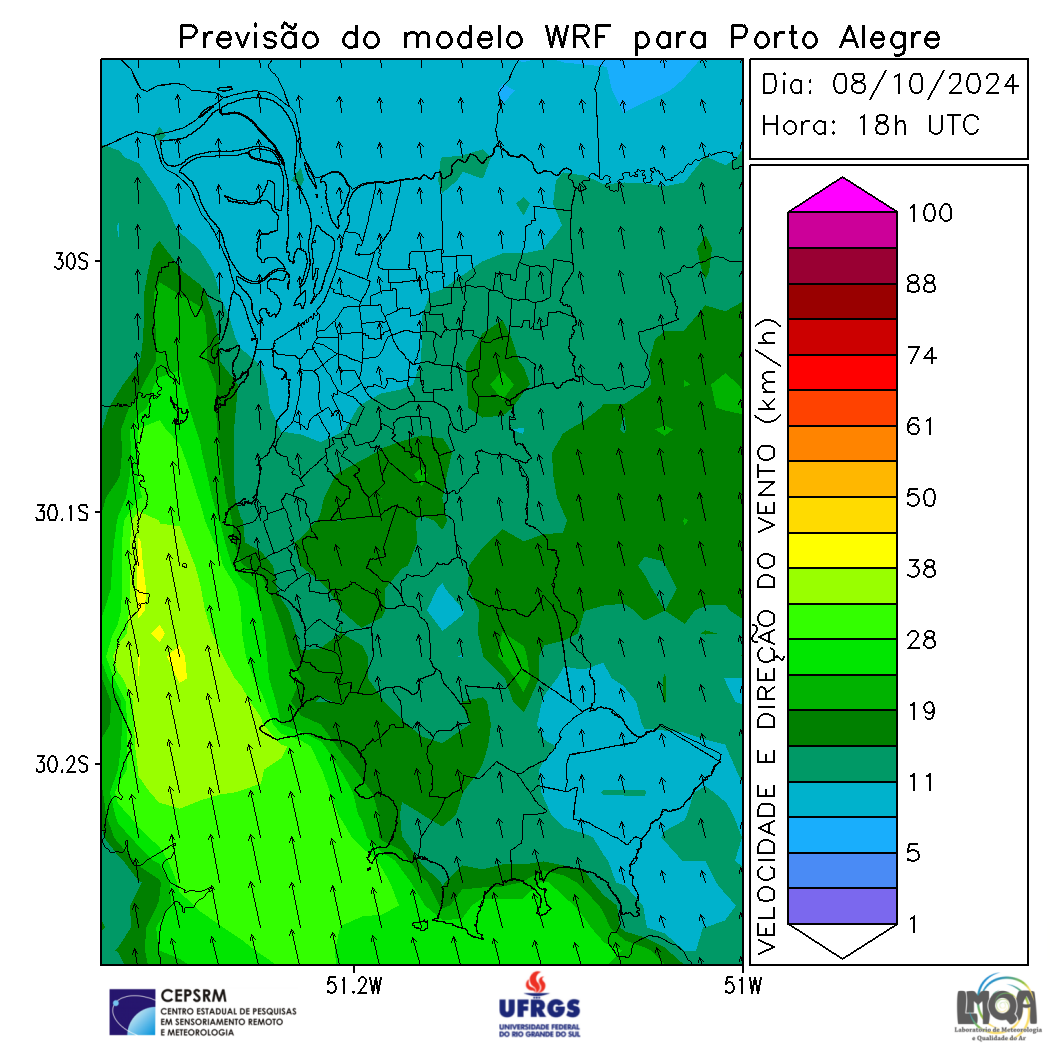 Previsão do modelo WRF para Porto Alegre
Dia: 08/10/2024
Hora: 18h UTC
30S
30.1S
30.2S
51.2W
51W
VELOCIDADE E DIREÇÃO DO VENTO (km/h)
100
88
74
61
50
38
28
19
11
5
1
CEPSRM
CENTRO ESTADUAL DE PESQUISAS
EM SENSORIAMENTO REMOTO
E METEOROLOGIA
UFRGS
UNIVERSIDADE FEDERAL
DO RIO GRANDE DO SUL
LMQA
Laboratório de Meteorologia
e Qualidade do Ar